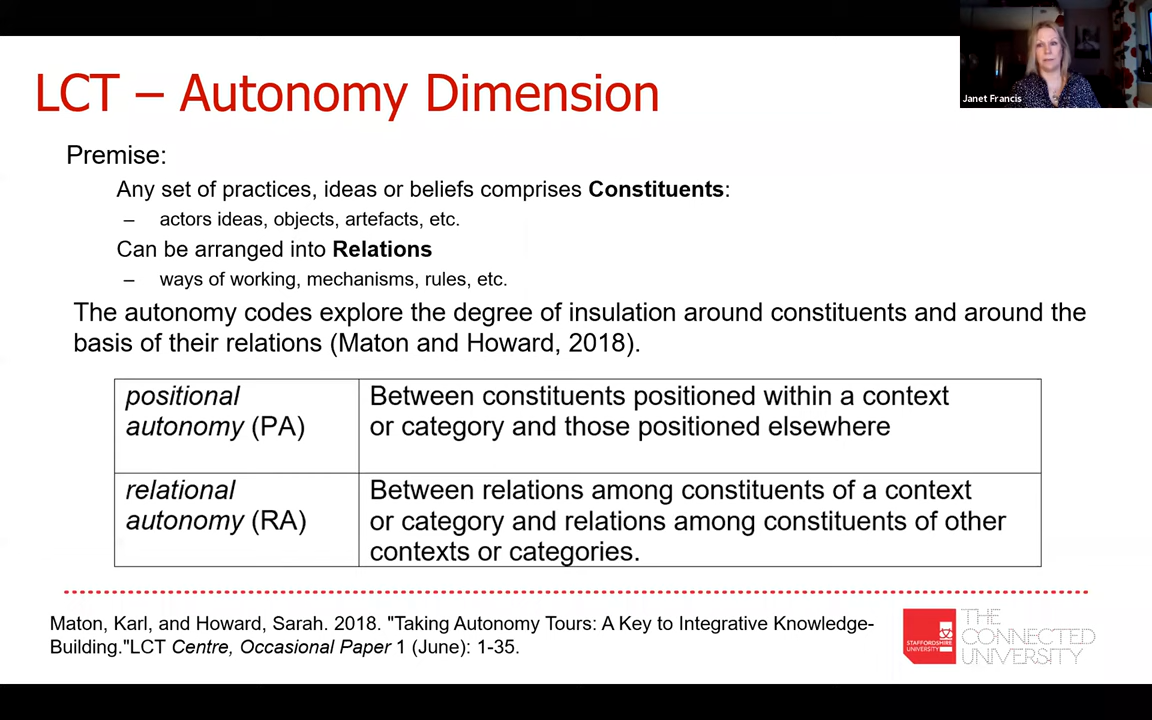 LCT – Autonomy Dimension
Janet Francis
Premise:
Any set of practices, ideas or beliefs comprises Constituents:
– actors ideas, objects, artefacts, etc.
Can be arranged into Relations
– ways of working, mechanisms, rules, etc.
The autonomy codes explore the degree of insulation around constituents and around the
basis of their relations (Maton and Howard, 2018).
positional
autonomy (PA)
Between constituents positioned within a context
or category and those positioned elsewhere
relational
autonomy (RA)
Between relations among constituents of a context
or category and relations among constituents of other
contexts or categories.
Maton, Karl, and Howard, Sarah. 2018. "Taking Autonomy Tours: A Key to Integrative Knowledge-
Building."LCT Centre, Occasional Paper 1 (June): 1-35.
STAFFORDSHIRE
UNIVERSITY
THE
CONNECTED
UNIVERSITY